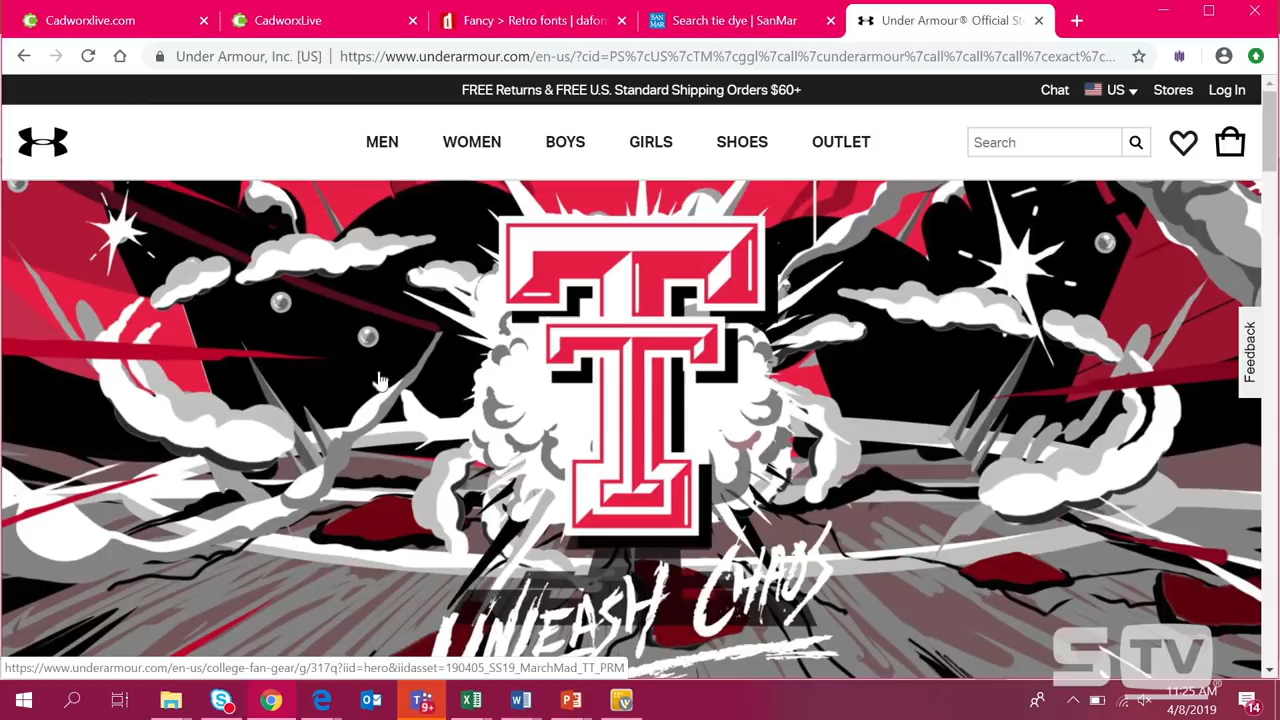 Cadworxlive.com
CadworxLive
Fancy > Retro fonts | dafon
Search tie dye | SanMar
Under Armour® Official St
Under Armour, Inc. [US]
https://www.underarmour.com/en-us/?cid=PS%7cUS%7cTM%7cggl%7call%7cunderarmour%7call%7call%7call%7cexact%7c...
FREE Returns & FREE U.S. Standard Shipping Orders $60+
Chat
US
Stores
Log In
MEN
WOMEN
BOYS
GIRLS
SHOES
OUTLET
Search
T
T
Feedback
UNLEASH CHAOS
https://www.underarmour.com/en-us/college-fan-gear/g/317q?iid=hero&iidasset=190405_SS19_MarchMad_TT_PRM
STV
9+
11:25 AM
4/8/2019
14